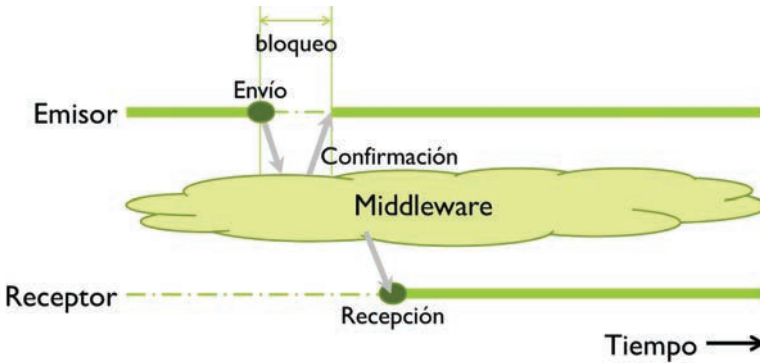 bloqueo
Envío
Emisor
Confirmación
Middleware
Receptor
Recepción
Tiempo